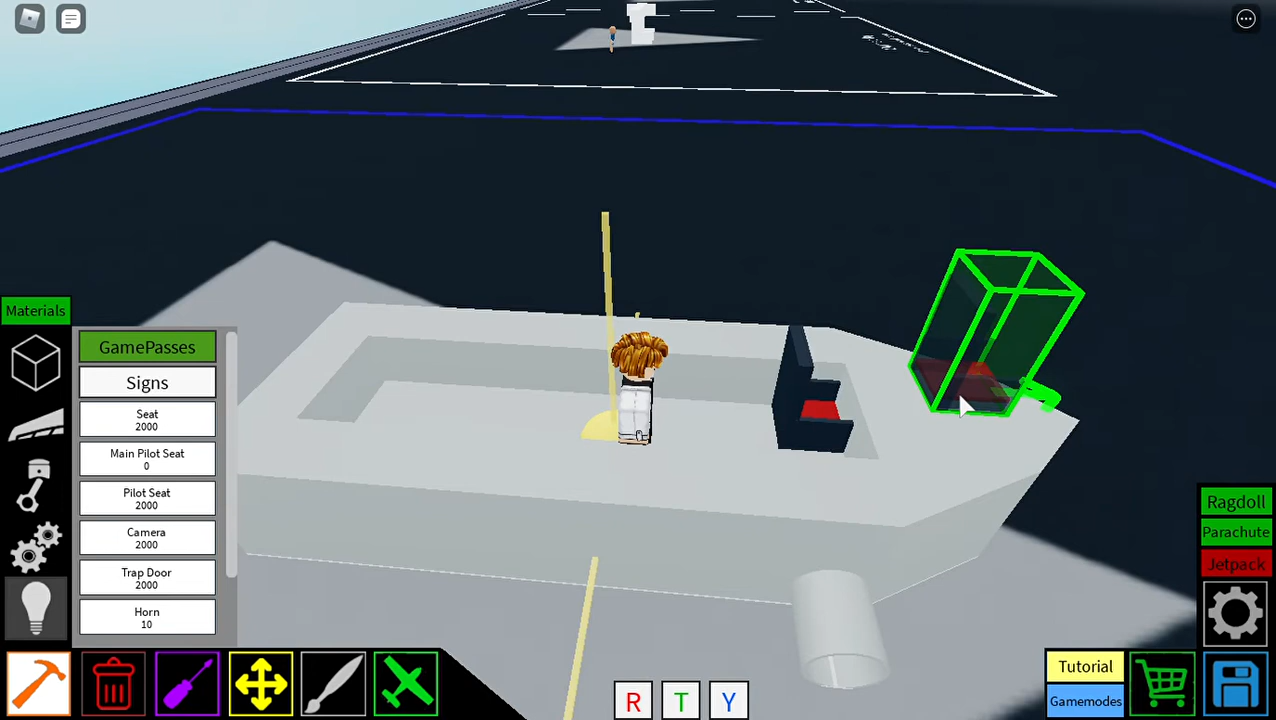 Materials
GamePasses
Signs
Seat
2000
Main Pilot Seat
0
Pilot Seat
2000
Camera
2000
Trap Door
2000
Horn
10
Ragdoll
Parachute
Jetpack
Tutorial
Gamemodes
R T Y